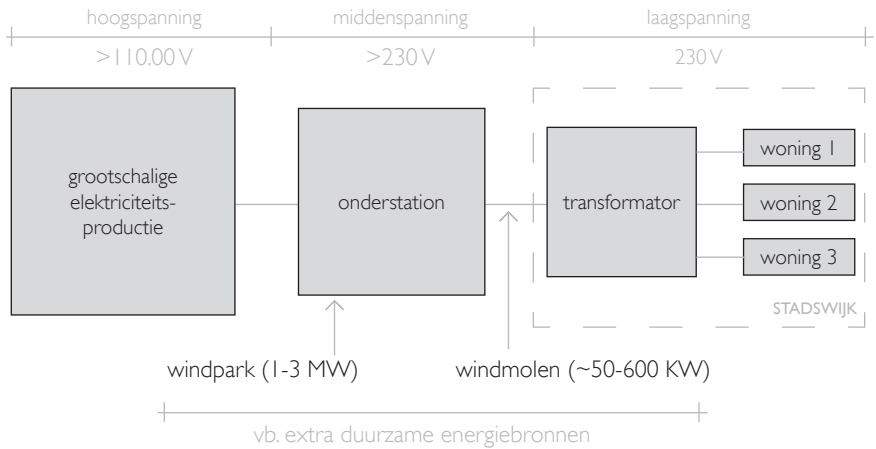 hoogspanning
middenspanning
laagspanning
>110.00 V
>230 V
230 V
grootschalige
elektriciteits-
productie
onderstation
transformator
woning 1
woning 2
woning 3
STADSWIJK
windpark (1-3 MW)
windmolen (~50-600 KW)
vb. extra duurzame energiebronnen